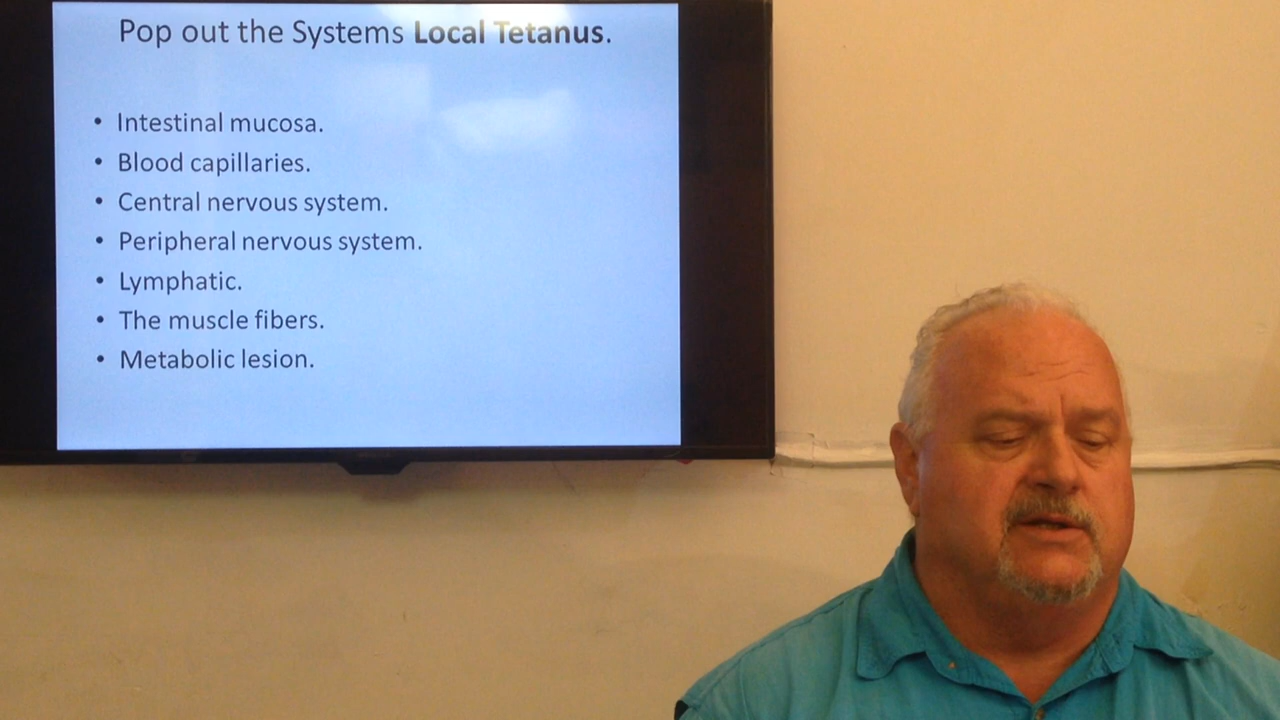 Pop out the Systems Local Tetanus.
• Intestinal mucosa.
• Blood capillaries.
• Central nervous system.
• Peripheral nervous system.
• Lymphatic.
• The muscle fibers.
• Metabolic lesion.